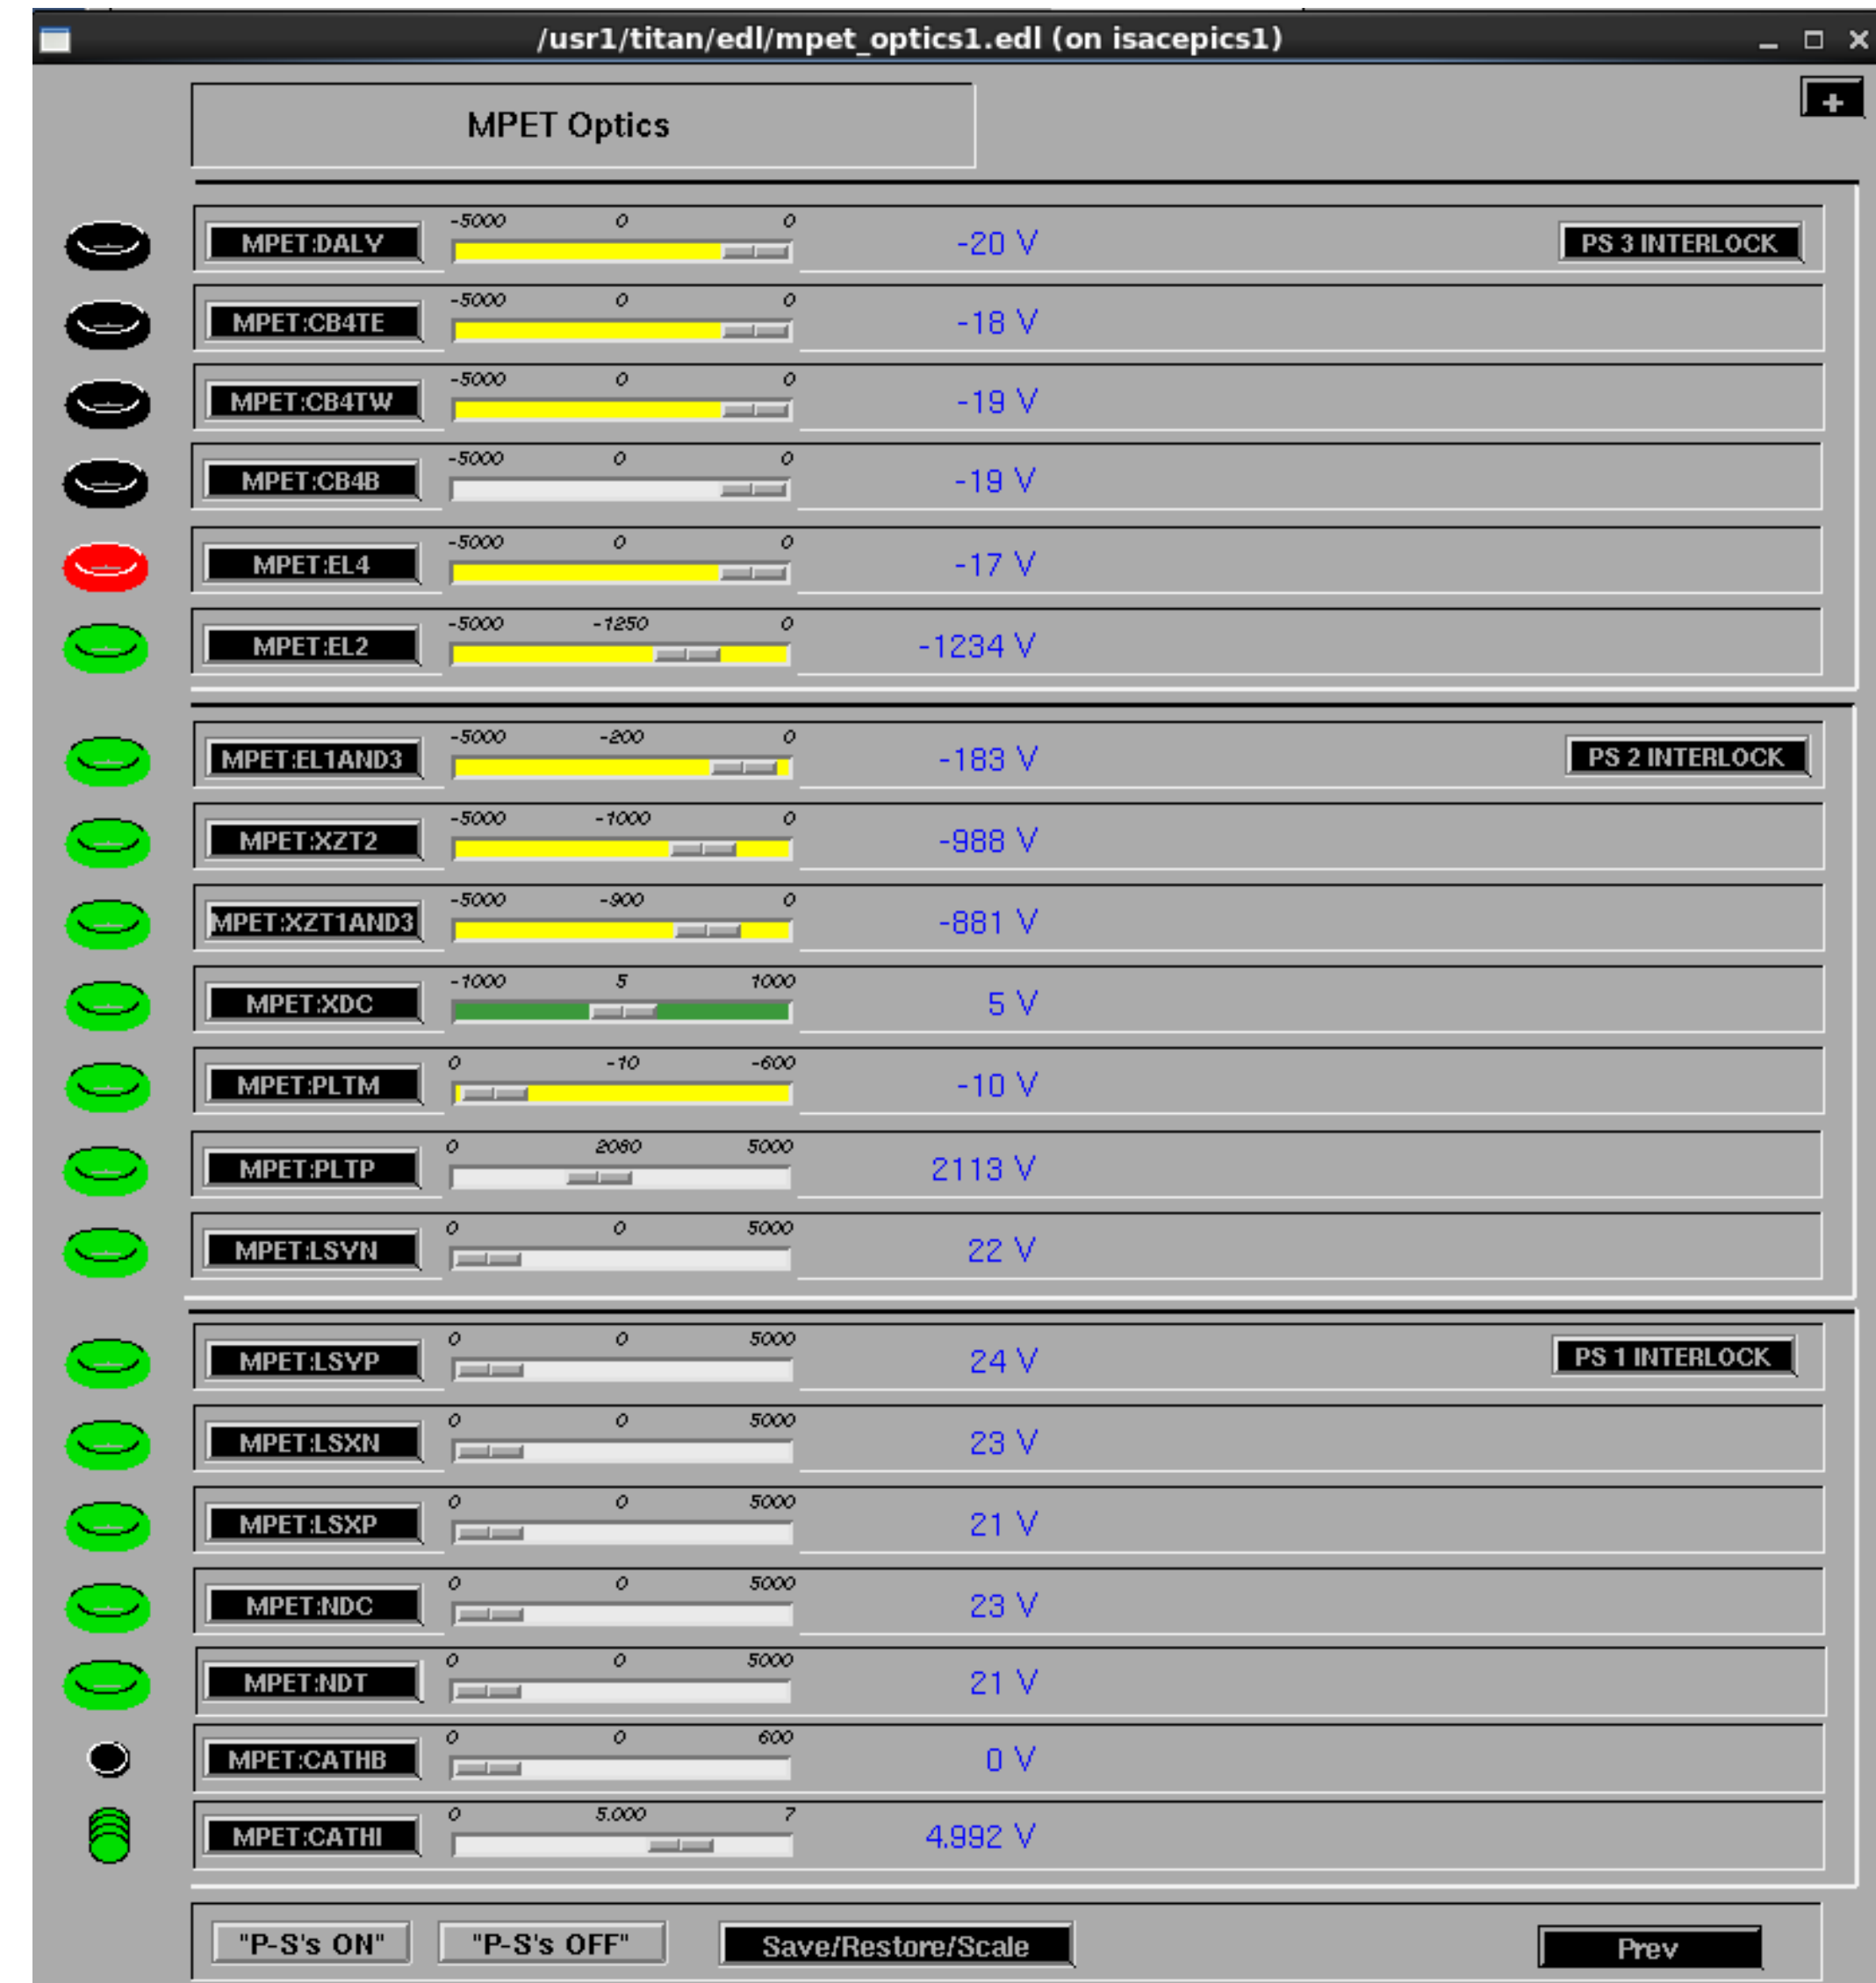 /usr1/titan/edl/mpet_optics1.edl (on isacepics1)
+
MPET Optics
-5000 0 0
MPET:DALY -20 V PS 3 INTERLOCK
-5000 0 0
MPET:CB4TE -18 V
-5000 0 0
MPET:CB4TW -19 V
-5000 0 0
MPET:CB4B -19 V
-5000 0 0
MPET:EL4 -17 V
-5000 -1250 0
MPET:EL2 -1234 V
-5000 -200 0
MPET:EL1AND3 -183 V PS 2 INTERLOCK
-5000 -1000 0
MPET:XZT2 -988 V
-5000 -900 0
MPET:XZT1AND3 -881 V
-1000 5 1000
MPET:XDC 5 V
0 -10 -600
MPET:PLTM -10 V
0 2080 5000
MPET:PLTP 2113 V
0 0 5000
MPET:LSYN 22 V
0 0 5000
MPET:LSYP 24 V PS 1 INTERLOCK
0 0 5000
MPET:LSXN 23 V
0 0 5000
MPET:LSXP 21 V
0 0 5000
MPET:NDC 23 V
0 0 5000
MPET:NDT 21 V
0 0 600
MPET:CATHB 0 V
0 5.000 7
MPET:CATHI 4.992 V
"P-S's ON" "P-S's OFF" Save/Restore/Scale Prev